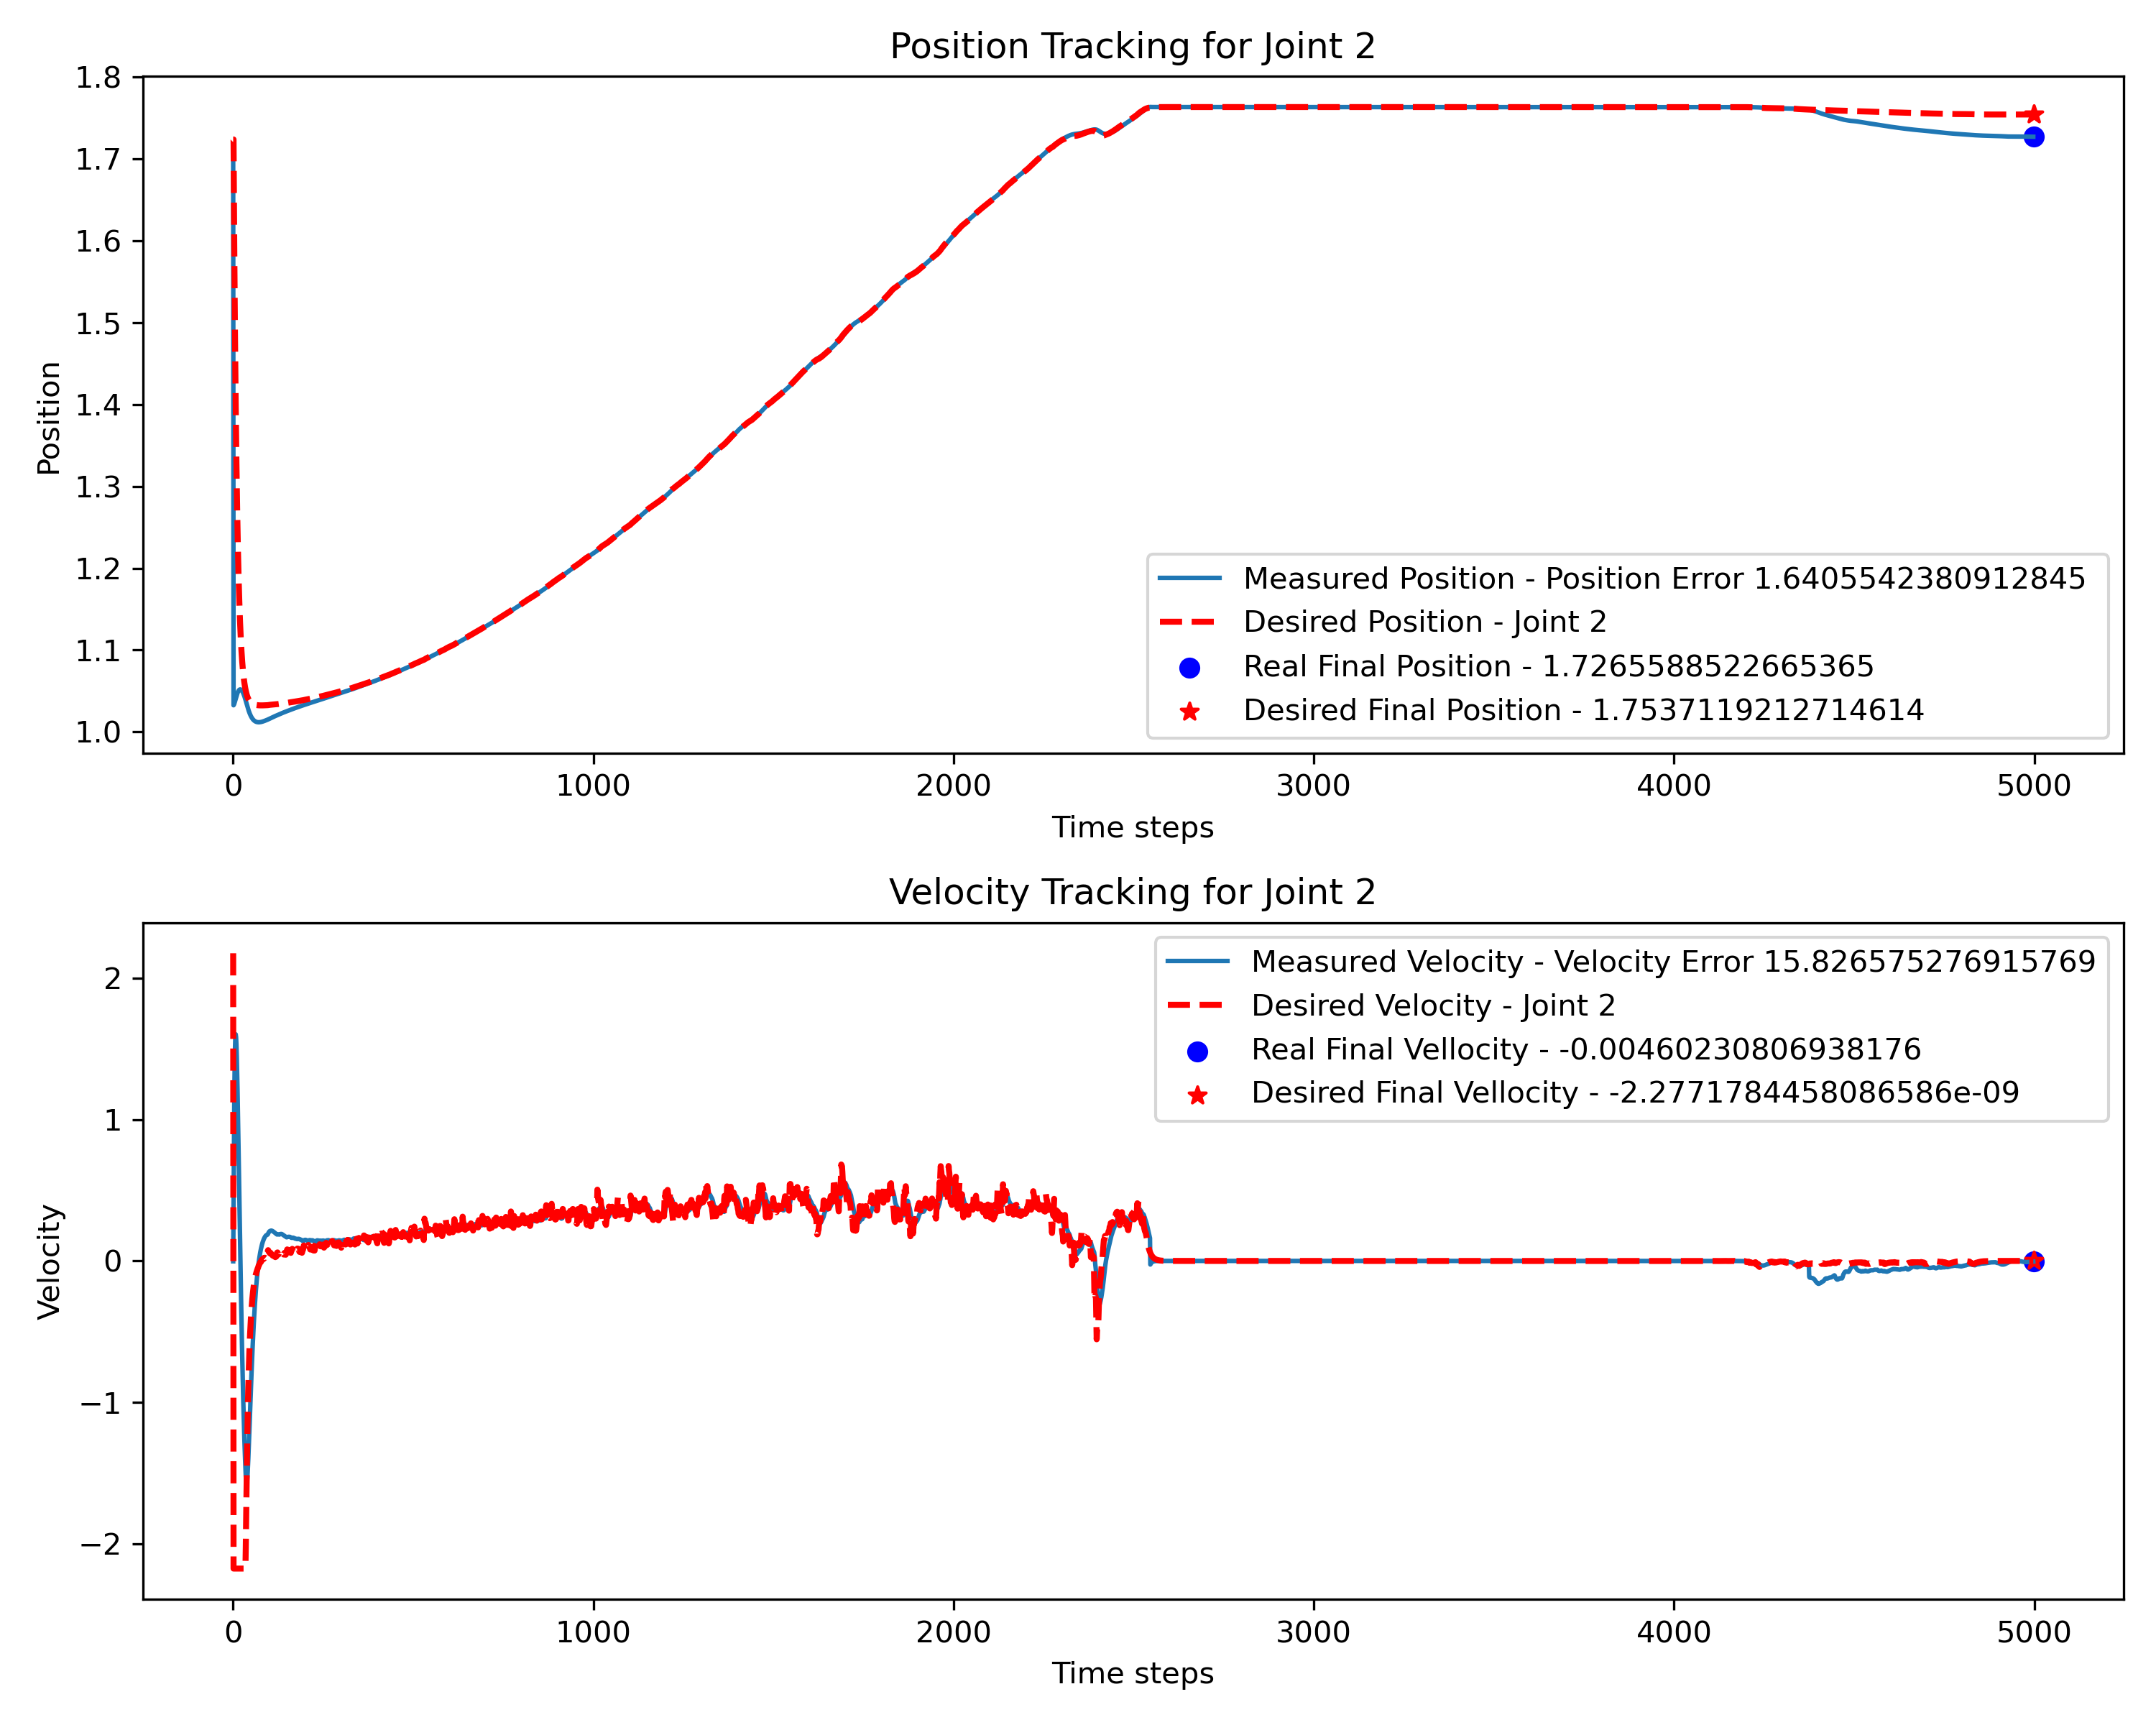 Position Tracking for Joint 2
1.8
1.7
1.6
1.5
1.4
1.3
1.2
1.1
1.0
Position
Measured Position - Position Error 1.6405542380912845
Desired Position - Joint 2
Real Final Position - 1.7265588522665365
Desired Final Position - 1.7537119212714614
0 1000 2000 3000 4000 5000
Time steps
Velocity Tracking for Joint 2
2
1
0
−1
−2
Velocity
Measured Velocity - Velocity Error 15.826575276915769
Desired Velocity - Joint 2
Real Final Vellocity - -0.00460230806938176
Desired Final Vellocity - -2.2771784458086586e-09
0 1000 2000 3000 4000 5000
Time steps